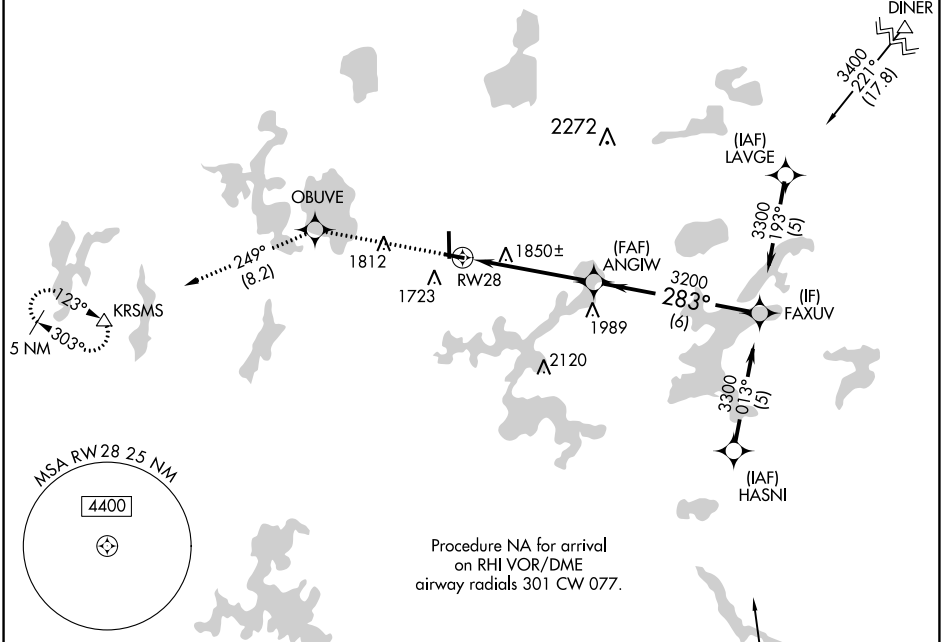 DINER
3400
221°
(17.8)
2272
(IAF)
LAVGE
3300
193°
(5)
OBUVE
1812
1723
RW28
1850±
(FAF)
ANGIW
1989
3200
283°
(6)
(IF)
FAXUV
249°
(8.2)
123°
303°
KRSMS
5 NM
2120
3300
013°
(5)
(IAF)
HASNI
MSA RW28 25 NM
4400
Procedure NA for arrival
on RHI VOR/DME
airway radials 301 CW 077.